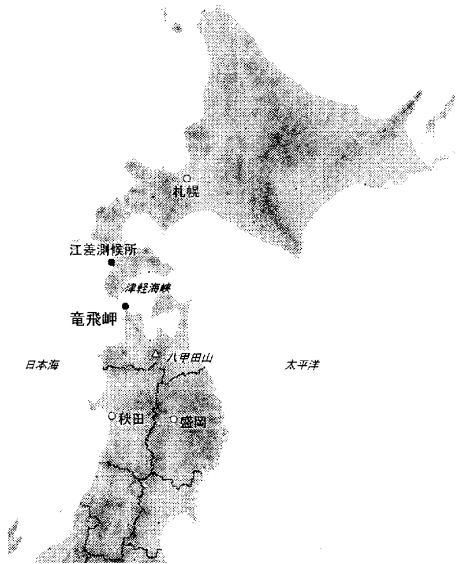 札幌
江差測候所
津軽海峡
竜飛岬
八甲田山
日本海
太平洋
秋田
盛岡